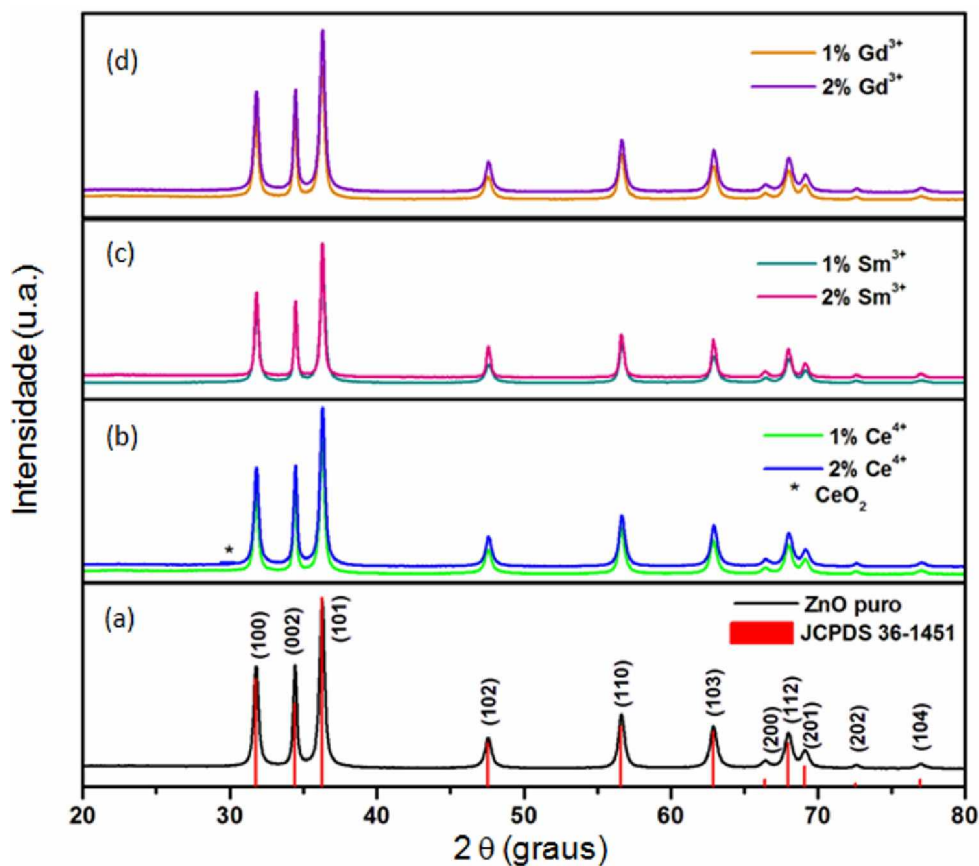 (d)
1% Gd³⁺
2% Gd³⁺
(c)
1% Sm³⁺
2% Sm³⁺
(b)
1% Ce⁴⁺
2% Ce⁴⁺
* CeO₂
*
(a)
ZnO puro
JCPDS 36-1451
(100)
(002)
(101)
(102)
(110)
(103)
(200)
(112)
(201)
(202)
(104)
Intensidade (u.a.)
20 30 40 50 60 70 80
2 θ (graus)